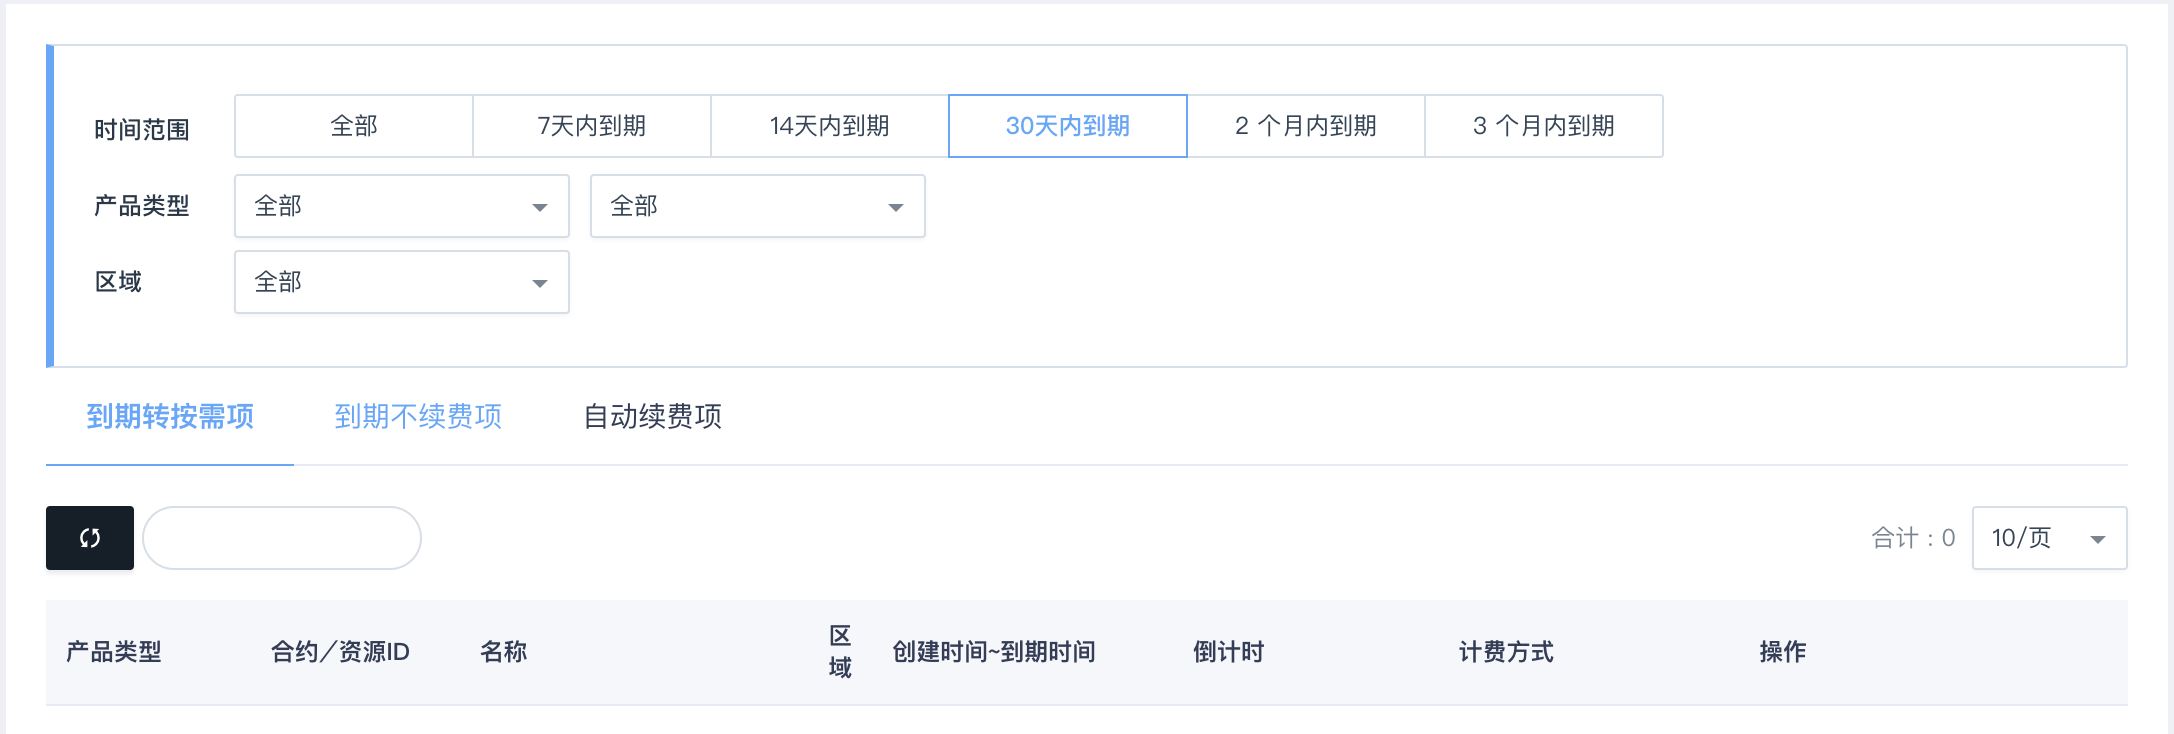 时间范围 全部 7天内到期 14天内到期 30天内到期 2 个月内到期 3 个月内到期
产品类型 全部 全部
区域 全部
到期转按需项 到期不续费项 自动续费项
合计：0 10/页
产品类型 合约／资源ID 名称 区域 创建时间~到期时间 倒计时 计费方式 操作